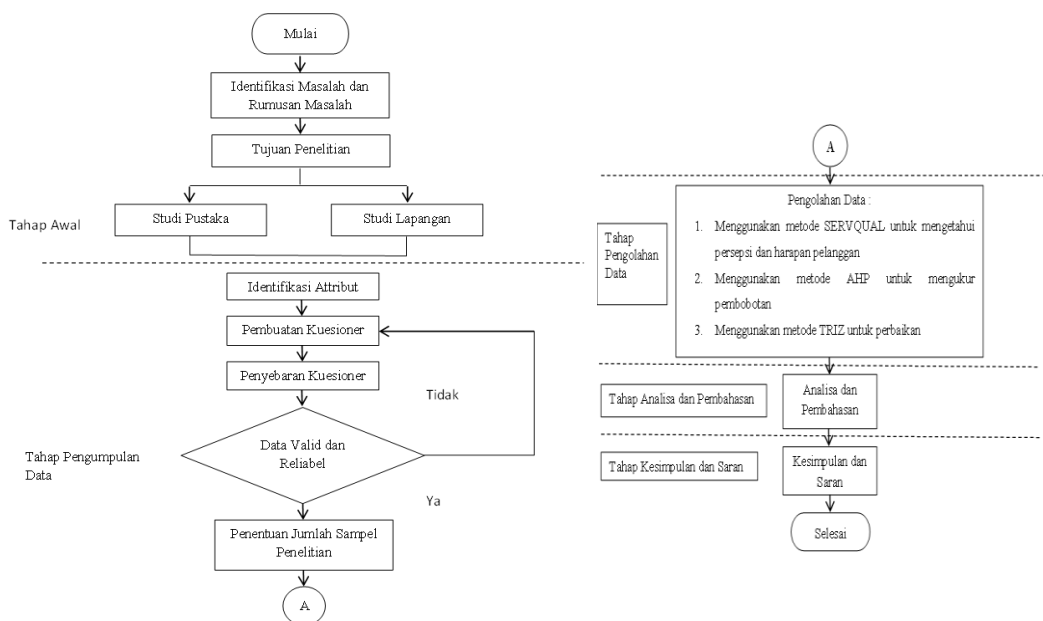 Mulai
Identifikasi Masalah dan
Rumusan Masalah
Tujuan Penelitian
Tahap Awal
Studi Pustaka
Studi Lapangan
Identifikasi Attribut
Pembuatan Kuesioner
Penyebaran Kuesioner
Tidak
Data Valid dan
Reliabel
Tahap Pengumpulan
Data
Ya
Penentuan Jumlah Sampel
Penelitian
A
A
Pengolahan Data :
Tahap
Pengolahan
Data
1. Menggunakan metode SERVQUAL untuk mengetahui
persepsi dan harapan pelanggan
2. Menggunakan metode AHP untuk mengukur
pembobotan
3. Menggunakan metode TRIZ untuk perbaikan
Tahap Analisa dan Pembahasan
Analisa dan
Pembahasan
Tahap Kesimpulan dan Saran
Kesimpulan dan
Saran
Selesai